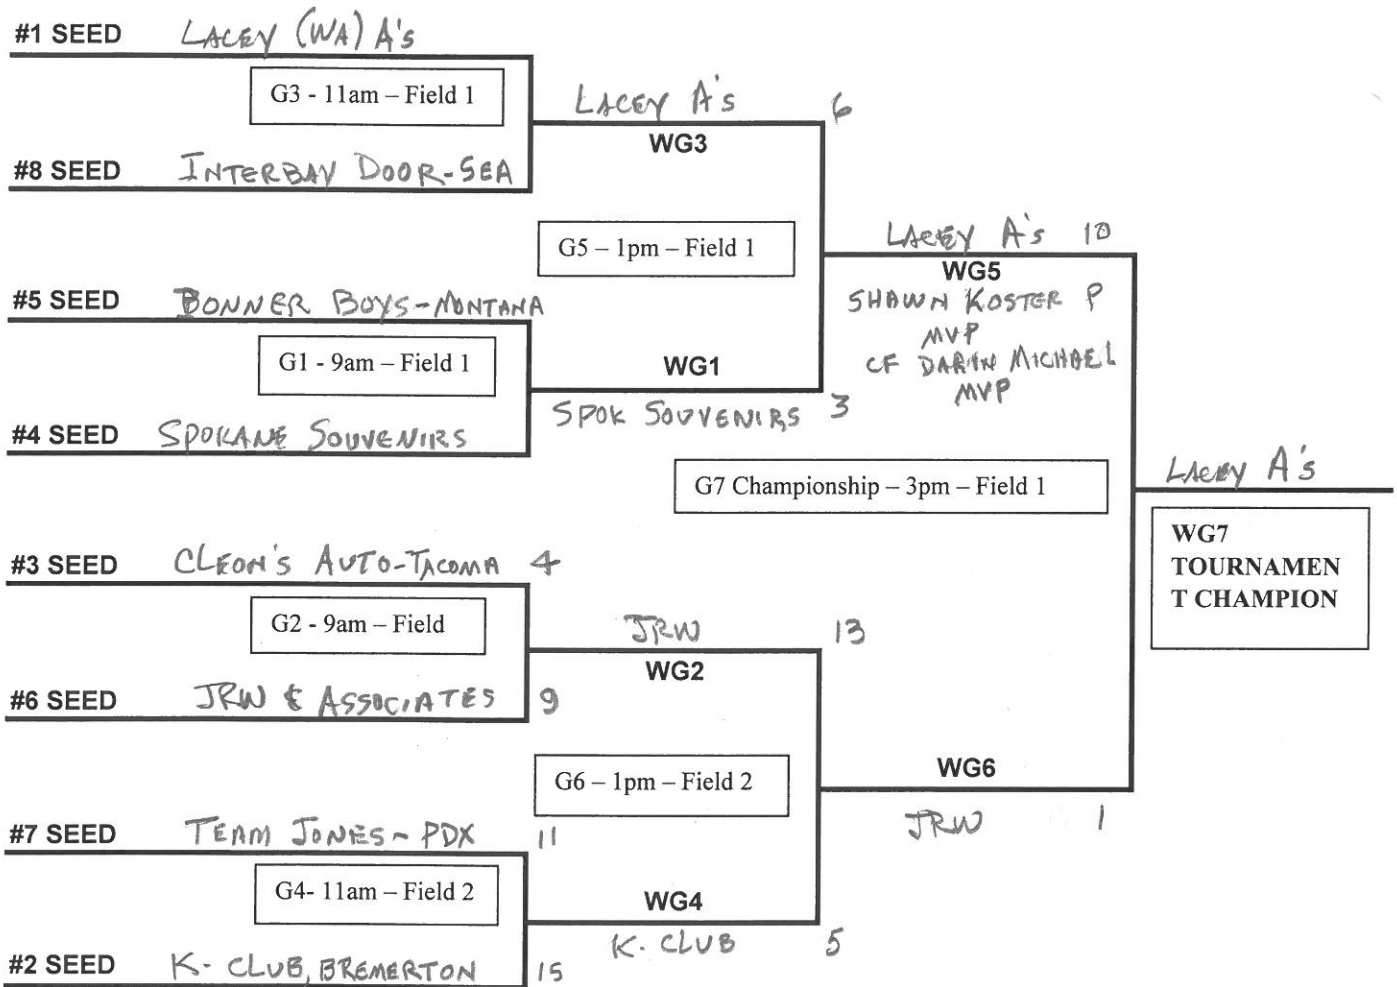 #1 SEED LACEY (WA) A's
G3 - 11am – Field 1
LACEY A's 6
WG3
#8 SEED INTERBAY DOOR-SEA
G5 – 1pm – Field 1
LACEY A's 10
WG5
#5 SEED BONNER BOYS-MONTANA
SHAWN KOSTER P
MVP
G1 - 9am – Field 1
WG1
CF DARIN MICHAEL
MVP
SPOK SOUVENIRS 3
#4 SEED SPOKANE SOUVENIRS
G7 Championship – 3pm – Field 1
LACEY A's
WG7
TOURNAMEN
T CHAMPION
#3 SEED CLEON'S AUTO-TACOMA 4
G2 - 9am – Field
JRW 13
WG2
#6 SEED JRW & ASSOCIATES 9
G6 – 1pm – Field 2
WG6
JRW 1
#7 SEED TEAM JONES - PDX 11
G4- 11am – Field 2
WG4
K. CLUB 5
#2 SEED K- CLUB, BREMERTON 15